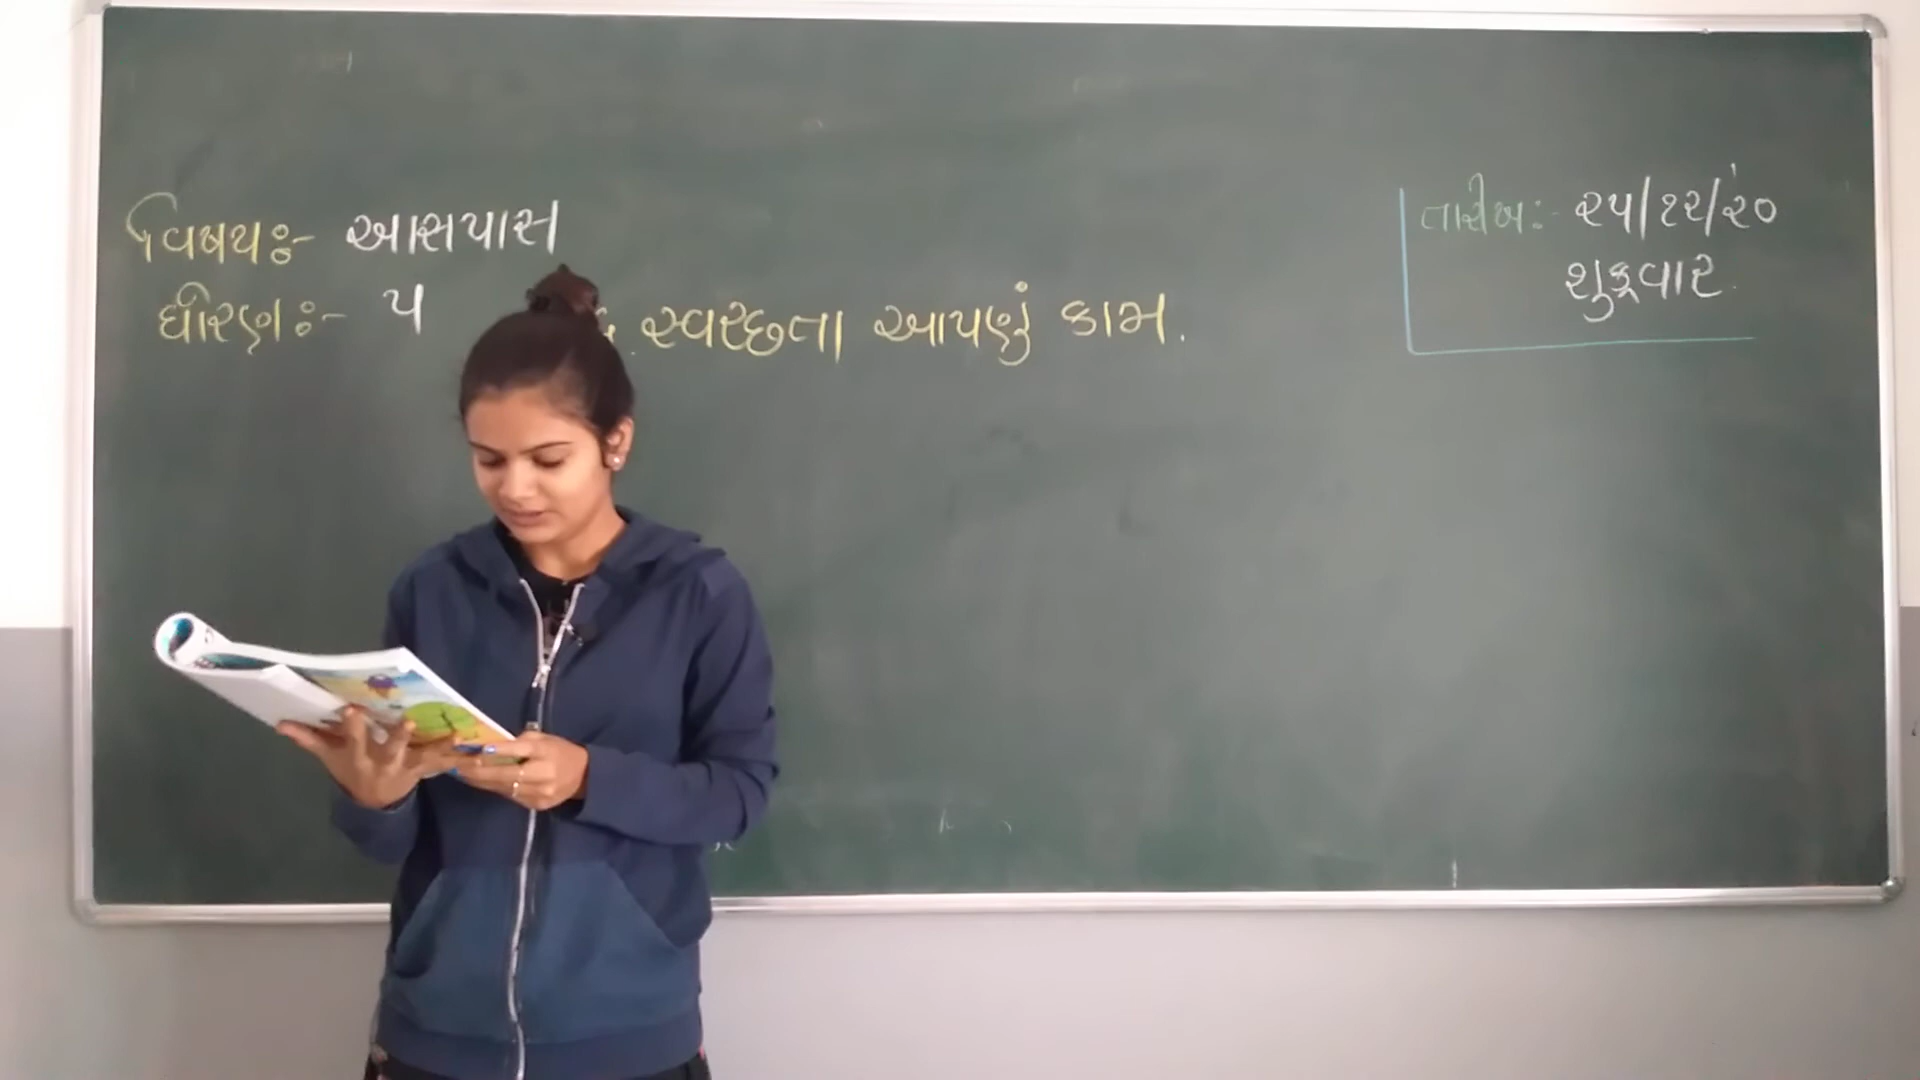 વિષયઃ- આસપાસ
ધોરણઃ- ૫
સ્વચ્છતા આપણું કામ.
તારીખઃ- ૨૫/૧૨/૨૦
શુક્રવાર